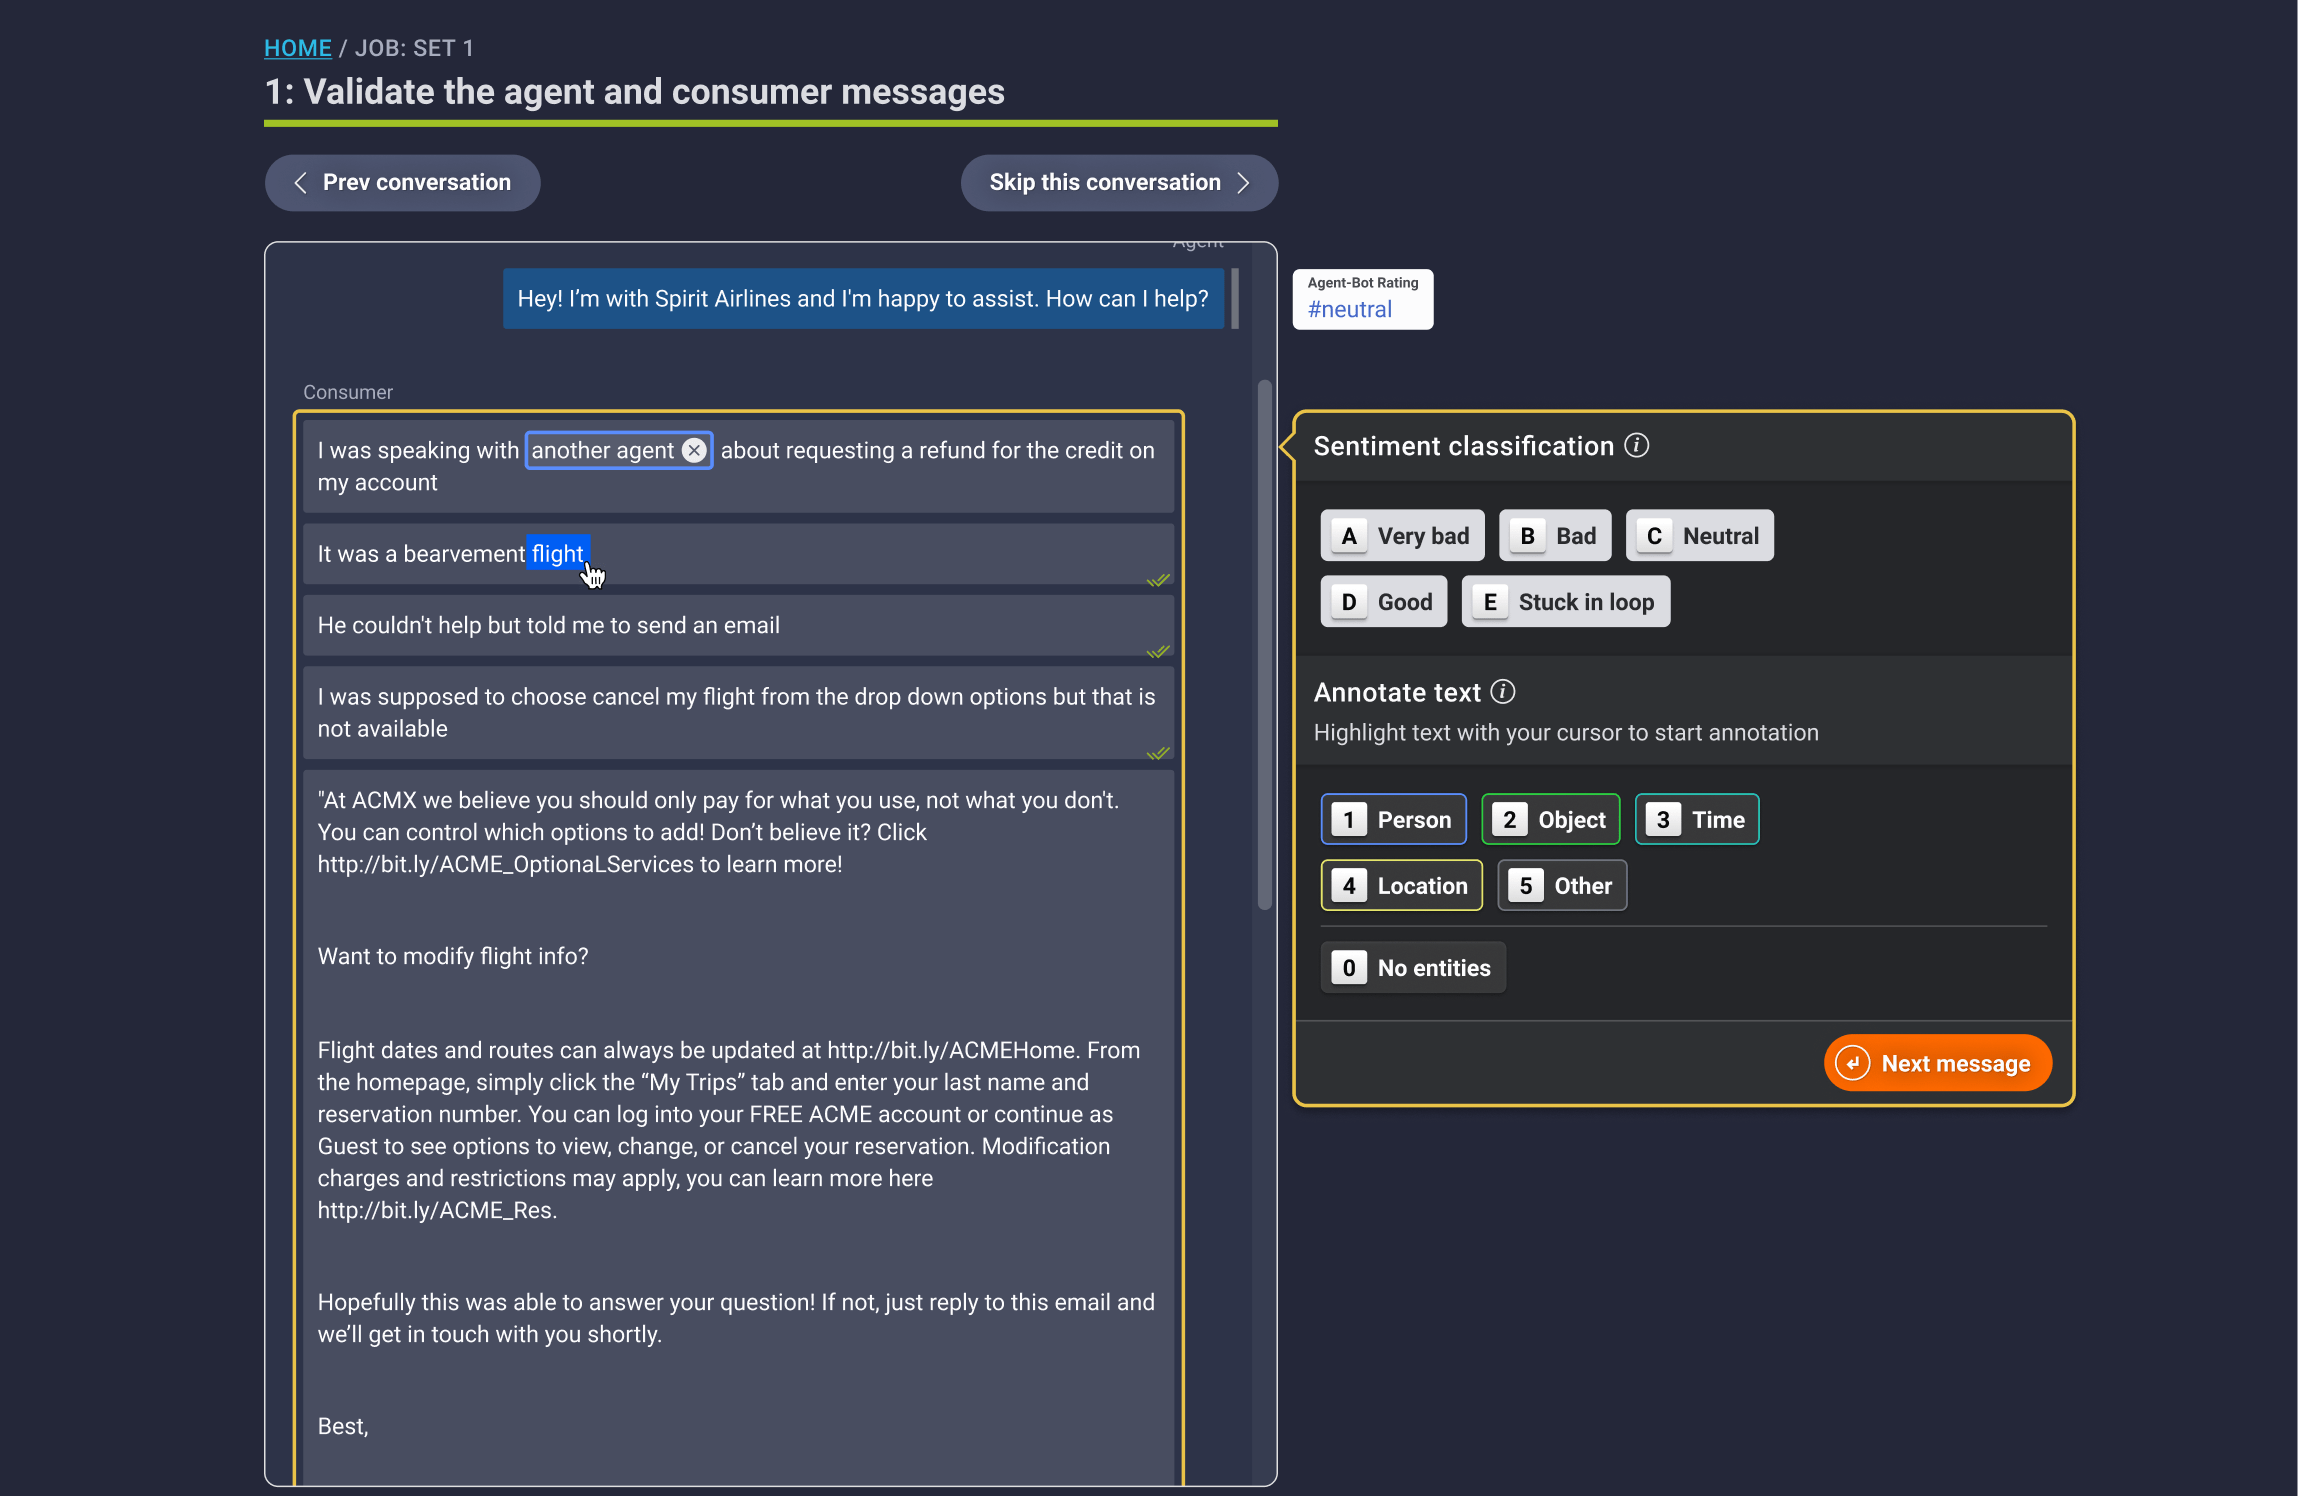 HOME / JOB: SET 1
1: Validate the agent and consumer messages
Prev conversation
Skip this conversation
Agent
Hey! I’m with Spirit Airlines and I'm happy to assist. How can I help?
Agent-Bot Rating
#neutral
Consumer
I was speaking with another agent about requesting a refund for the credit on
my account
It was a bearvement flight
He couldn't help but told me to send an email
I was supposed to choose cancel my flight from the drop down options but that is
not available
"At ACMX we believe you should only pay for what you use, not what you don't.
You can control which options to add! Don’t believe it? Click
http://bit.ly/ACME_OptionaLServices to learn more!
Want to modify flight info?
Flight dates and routes can always be updated at http://bit.ly/ACMEHome. From
the homepage, simply click the “My Trips” tab and enter your last name and
reservation number. You can log into your FREE ACME account or continue as
Guest to see options to view, change, or cancel your reservation. Modification
charges and restrictions may apply, you can learn more here
http://bit.ly/ACME_Res.
Hopefully this was able to answer your question! If not, just reply to this email and
we’ll get in touch with you shortly.
Best,
Sentiment classification
A Very bad
B Bad
C Neutral
D Good
E Stuck in loop
Annotate text
Highlight text with your cursor to start annotation
1 Person
2 Object
3 Time
4 Location
5 Other
0 No entities
Next message